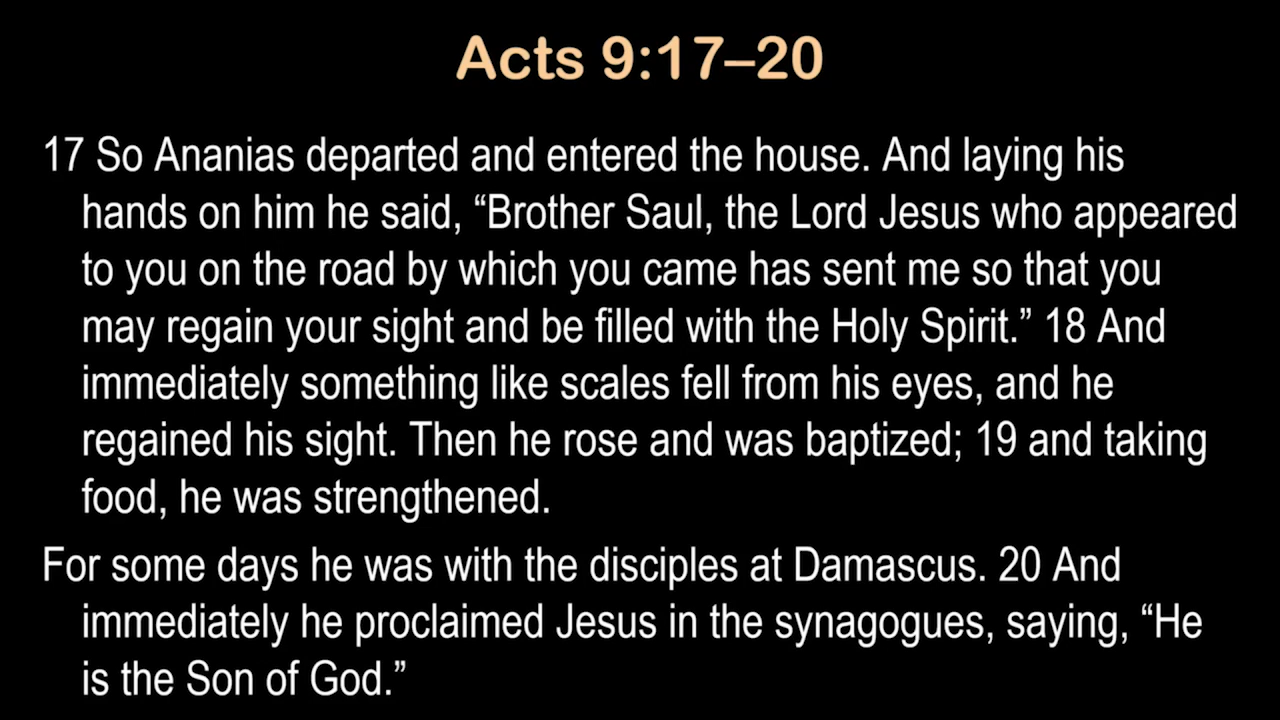 Acts 9:17–20
17 So Ananias departed and entered the house. And laying his
hands on him he said, “Brother Saul, the Lord Jesus who appeared
to you on the road by which you came has sent me so that you
may regain your sight and be filled with the Holy Spirit.” 18 And
immediately something like scales fell from his eyes, and he
regained his sight. Then he rose and was baptized; 19 and taking
food, he was strengthened.
For some days he was with the disciples at Damascus. 20 And
immediately he proclaimed Jesus in the synagogues, saying, “He
is the Son of God.”